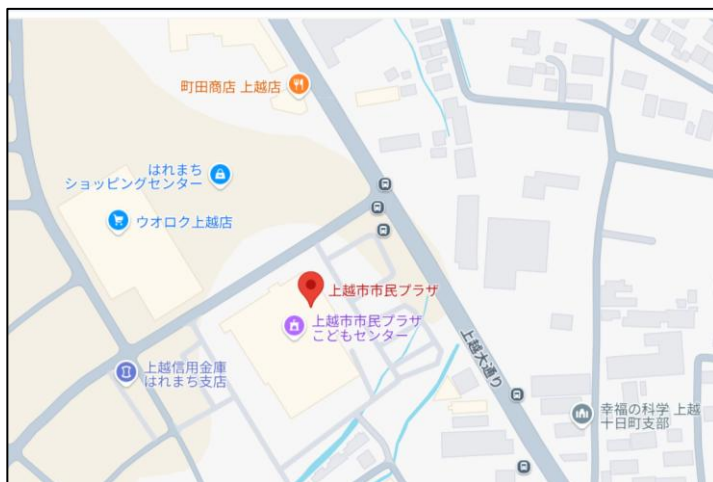 町田商店 上越店
はれまち
ショッピングセンター
ウオロク上越店
上越市市民プラザ
上越市市民プラザ
こどもセンター
上越信用金庫
はれまち支店
上越大通り
幸福の科学 上越
十日町支部